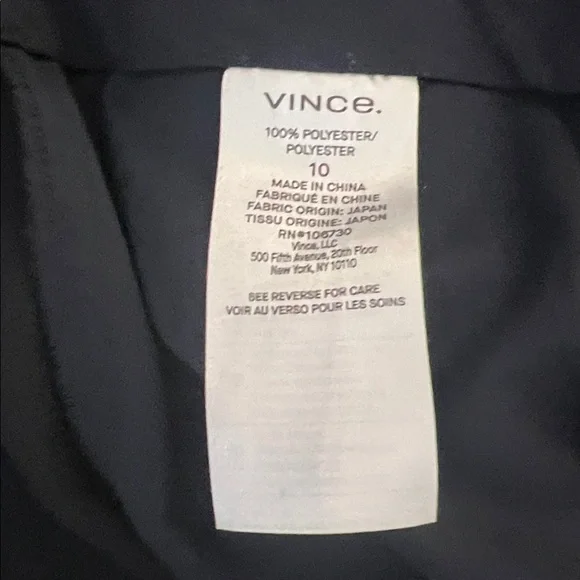 VINCe.
100% POLYESTER/
POLYESTER
10
MADE IN CHINA
FABRIQUÉ EN CHINE
FABRIC ORIGIN: JAPAN
TISSU ORIGINE: JAPON
RN#106730
Vince, LLC
500 Fifth Avenue, 20th Floor
New York, NY 10110
SEE REVERSE FOR CARE
VOIR AU VERSO POUR LES SOINS